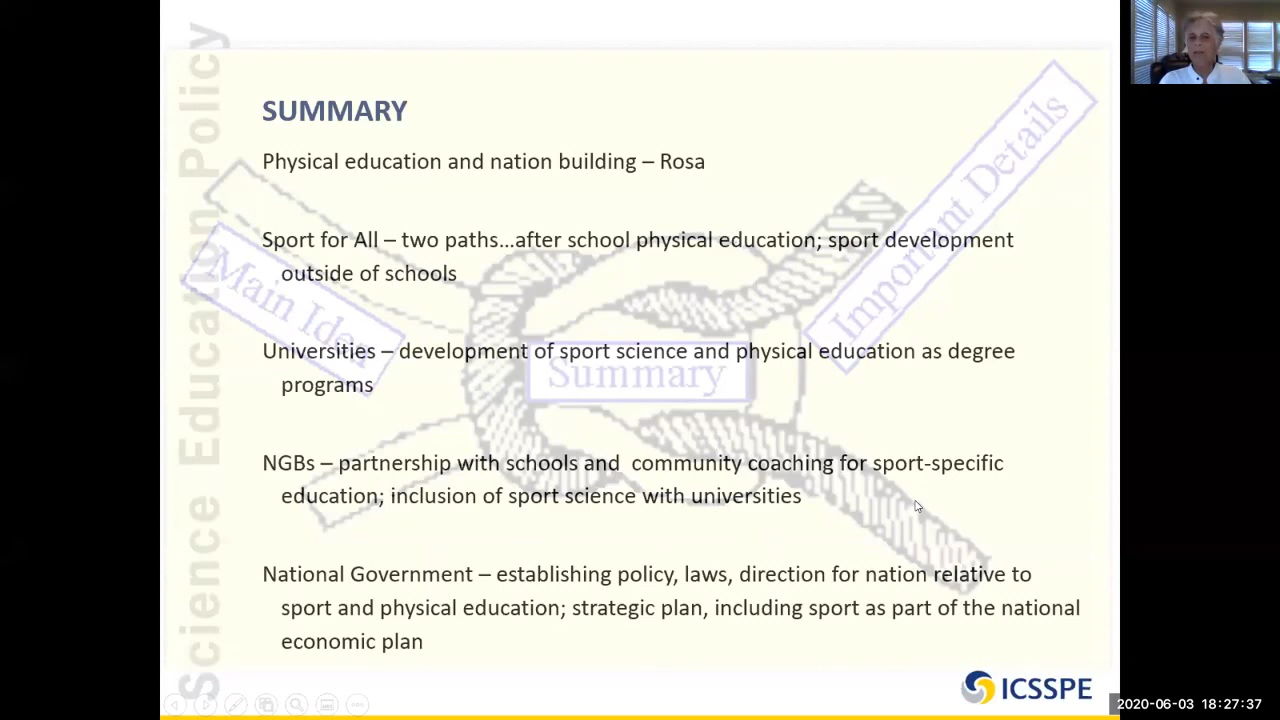 SUMMARY
Physical education and nation building – Rosa
Sport for All – two paths...after school physical education; sport development
outside of schools
Universities – development of sport science and physical education as degree
programs
NGBs – partnership with schools and  community coaching for sport-specific
education; inclusion of sport science with universities
National Government – establishing policy, laws, direction for nation relative to
sport and physical education; strategic plan, including sport as part of the national
economic plan
Science Education Policy
Main Idea
Summary
Important Details
ICSSPE
2020-06-03 18:27:37